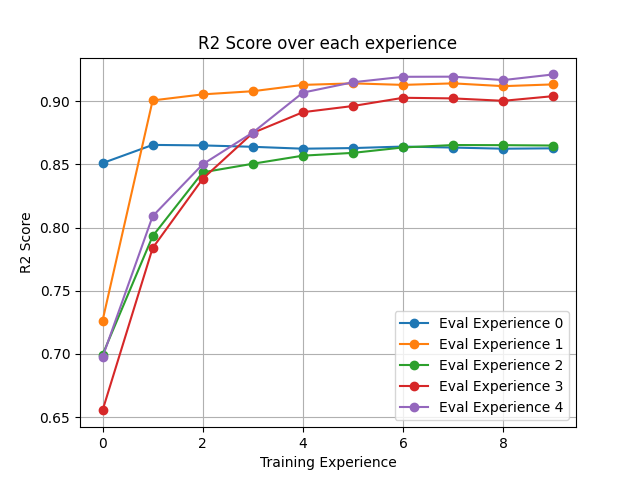 R2 Score over each experience
R2 Score
0.90
0.85
0.80
0.75
0.70
0.65
0
2
4
6
8
Training Experience
Eval Experience 0
Eval Experience 1
Eval Experience 2
Eval Experience 3
Eval Experience 4